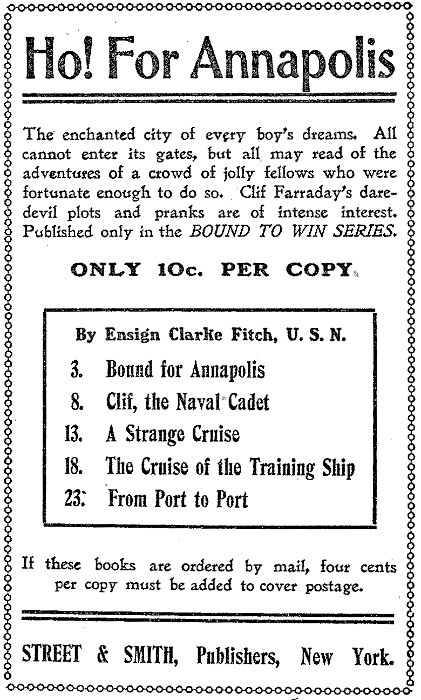 Ho! For Annapolis
The enchanted city of every boy's dreams. All
cannot enter its gates, but all may read of the
adventures of a crowd of jolly fellows who were
fortunate enough to do so. Clif Farraday's dare-
devil plots and pranks are of intense interest.
Published only in the BOUND TO WIN SERIES.
ONLY 10c. PER COPY.
By Ensign Clarke Fitch, U. S. N.
3. Bound for Annapolis
8. Clif, the Naval Cadet
13. A Strange Cruise
18. The Cruise of the Training Ship
23. From Port to Port
If these books are ordered by mail, four cents
per copy must be added to cover postage.
STREET & SMITH, Publishers, New York.